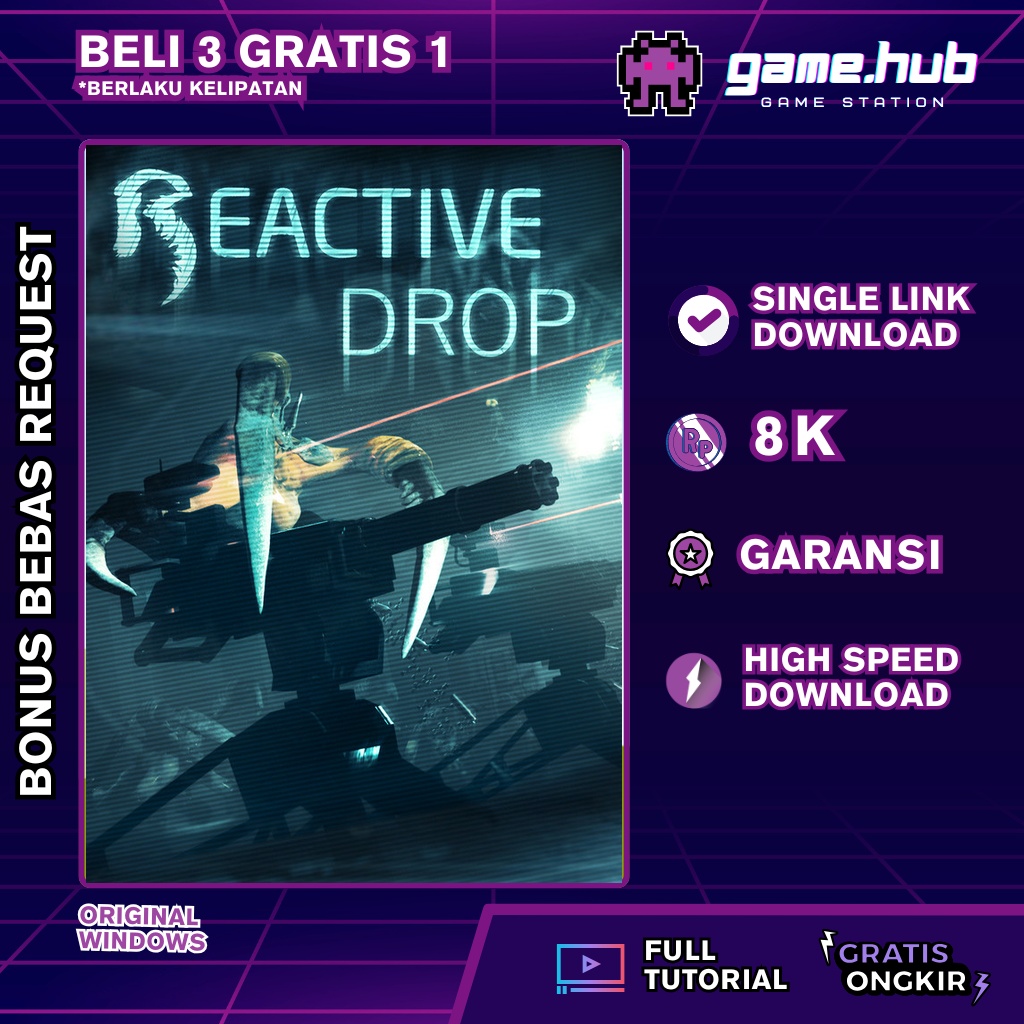 BELI 3 GRATIS 1
*BERLAKU KELIPATAN
game.hub
GAME STATION
BONUS BEBAS REQUEST
REACTIVE
DROP
SINGLE LINK
DOWNLOAD
Rp
8K
GARANSI
HIGH SPEED
DOWNLOAD
ORIGINAL
WINDOWS
FULL
TUTORIAL
GRATIS
ONGKIR